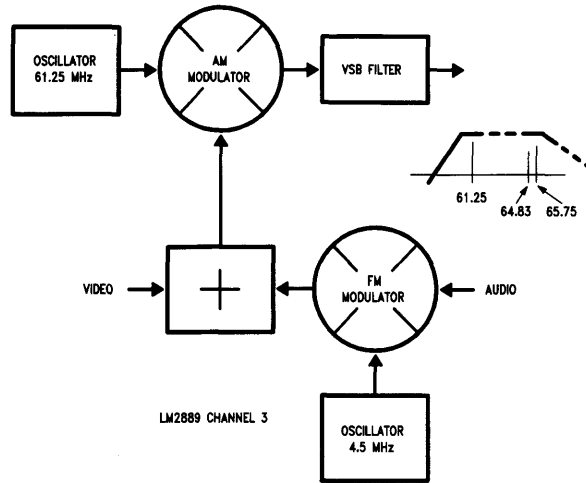 OSCILLATOR
61.25 MHz
AM
MODULATOR
VSB FILTER
61.25
64.83
65.75
VIDEO
FM
MODULATOR
AUDIO
LM2889 CHANNEL 3
OSCILLATOR
4.5 MHz